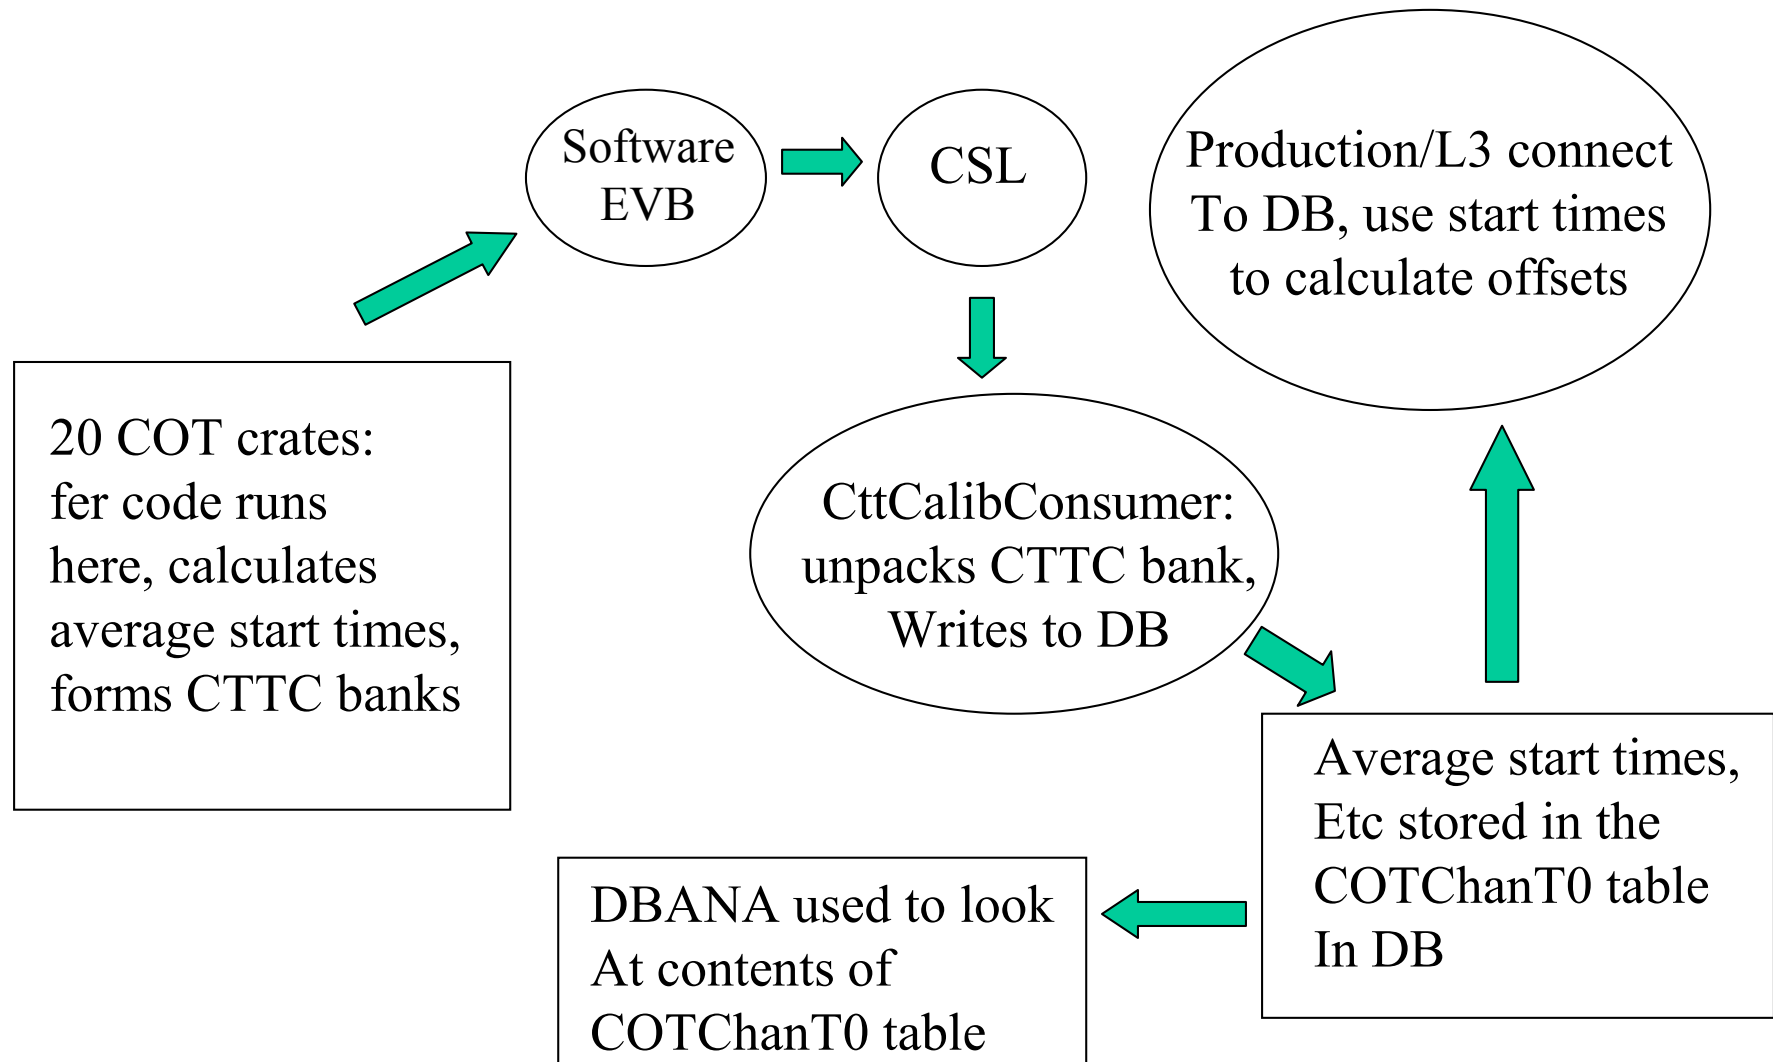 Software
EVB
CSL
Production/L3 connect
To DB, use start times
to calculate offsets
20 COT crates:
fer code runs
here, calculates
average start times,
forms CTTC banks
CttCalibConsumer:
unpacks CTTC bank,
Writes to DB
Average start times,
Etc stored in the
COTChanT0 table
In DB
DBANA used to look
At contents of
COTChanT0 table